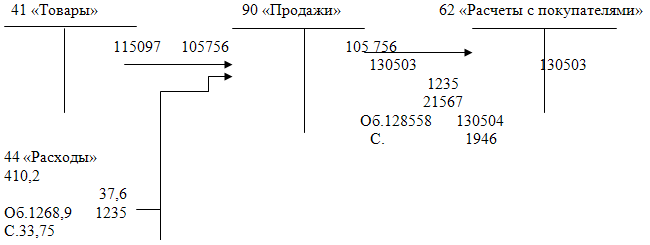 41 «Товары» 90 «Продажи» 62 «Расчеты с покупателями»
115097 105756 105 756
130503 130503
1235
21567
Об.128558 130504
С. 1946
44 «Расходы»
410,2
37,6
Об.1268,9 1235
С.33,75